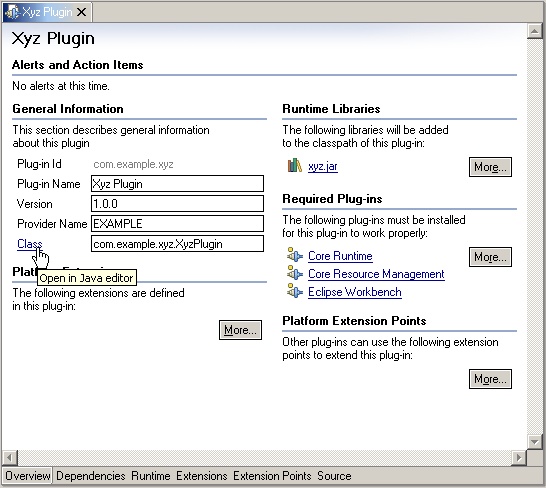 Xyz Plugin
Xyz Plugin
Alerts and Action Items
No alerts at this time.
General Information
This section describes general information
about this plugin
Plug-in Id com.example.xyz
Plug-in Name Xyz Plugin
Version 1.0.0
Provider Name EXAMPLE
Class com.example.xyz.XyzPlugin
Open in Java editor
The following extensions are defined
in this plug-in:
More...
Runtime Libraries
The following libraries will be added
to the classpath of this plug-in:
xyz.jar
More...
Required Plug-ins
The following plug-ins must be installed
for this plug-in to work properly:
Core Runtime
Core Resource Management
Eclipse Workbench
More...
Platform Extension Points
Other plug-ins can use the following extension
points to extend this plug-in:
More...
Overview Dependencies Runtime Extensions Extension Points Source